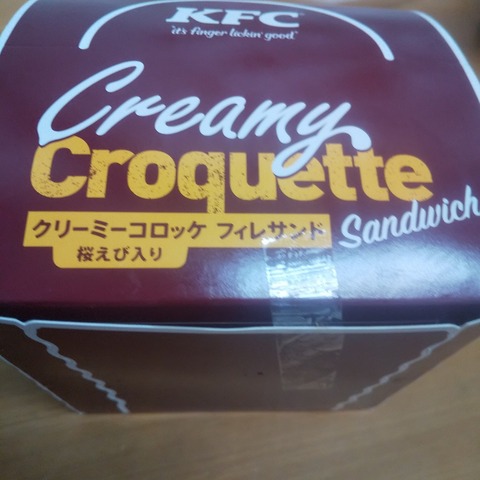 KFC
"it's finger lickin' good"
Creamy
Croquette
Sandwich
クリーミーコロッケ フィレサンド
桜えび入り